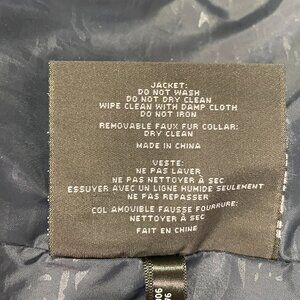 JACKET:
DO NOT WASH
DO NOT DRY CLEAN
WIPE CLEAN WITH DAMP CLOTH
DO NOT IRON
REMOVABLE FAUX FUR COLLAR:
DRY CLEAN
MADE IN CHINA
VESTE:
NE PAS LAVER
NE PAS NETTOYER À SEC
ESSUYER AVEC UN LIGNE HUMIDE SEULEMENT
NE PAS REPASSER
COL AMOUIBLE FAUSSE FOURRURE:
NETTOYER À SEC
FAIT EN CHINE